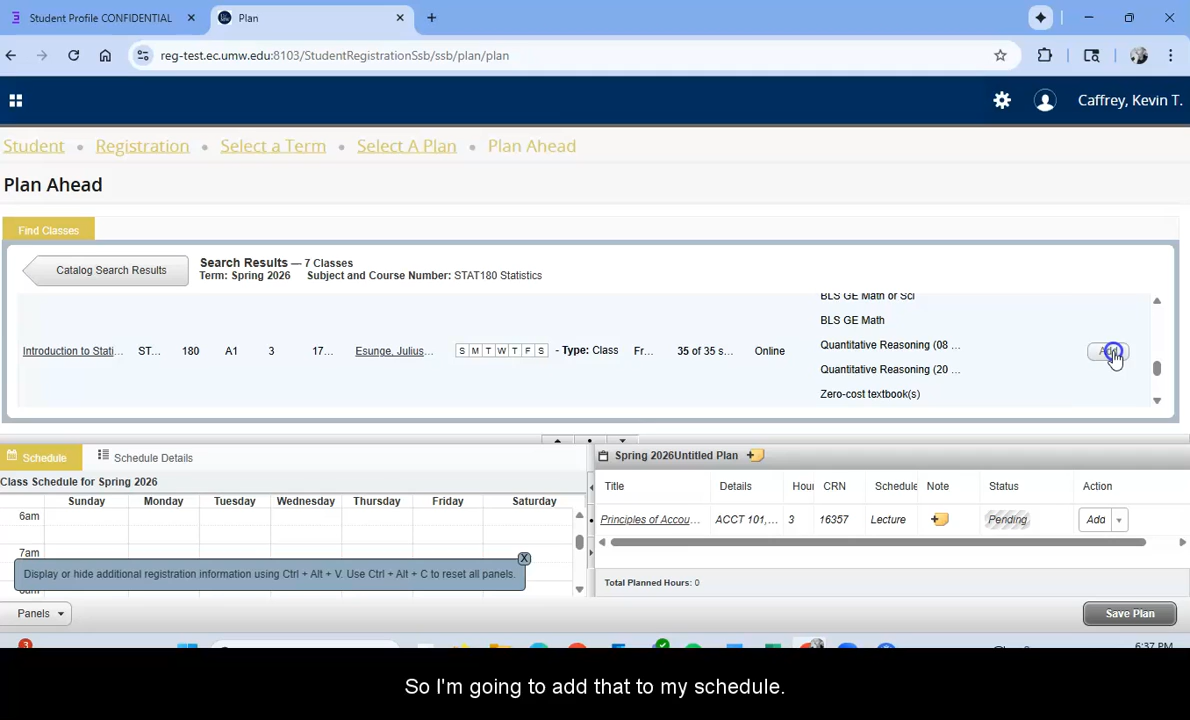 Student Profile CONFIDENTIAL
Plan
reg-test.ec.umw.edu:8103/StudentRegistrationSsb/ssb/plan/plan
Caffrey, Kevin T.
Student • Registration • Select a Term • Select A Plan • Plan Ahead
Plan Ahead
Find Classes
Catalog Search Results
Search Results — 7 Classes
Term: Spring 2026 Subject and Course Number: STAT180 Statistics
BLS GE Math or Sci
BLS GE Math
Quantitative Reasoning (08 ...
Introduction to Stati... ST... 180 A1 3 17... Esunge, Julius... S M T W T F S - Type: Class Fr... 35 of 35 s... Online Add
Quantitative Reasoning (20 ...
Zero-cost textbook(s)
Schedule
Schedule Details
Class Schedule for Spring 2026
Sunday Monday Tuesday Wednesday Thursday Friday Saturday
6am
7am
Display or hide additional registration information using Ctrl + Alt + V. Use Ctrl + Alt + C to reset all panels.
X
Spring 2026Untitled Plan
Title Details Hour CRN Schedule Note Status Action
Principles of Accou... ACCT 101,... 3 16357 Lecture Pending Ada
Total Planned Hours: 0
Panels
Save Plan
3
6:37 PM
So I'm going to add that to my schedule.